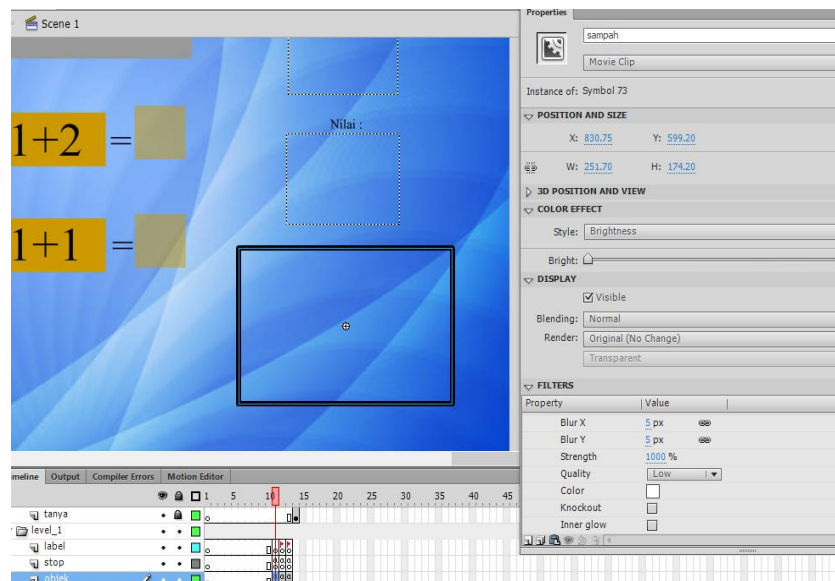 Properties
Scene 1
sampah
Movie Clip
Instance of: Symbol 73
POSITION AND SIZE
X: 830.75 Y: 599.20
W: 251.70 H: 174.20
3D POSITION AND VIEW
COLOR EFFECT
Style: Brightness
Bright:
DISPLAY
Visible
Blending: Normal
Render: Original (No Change)
Transparent
FILTERS
Property Value
Blur X 5 px
Blur Y 5 px
Strength 1000 %
Quality Low
Color
Knockout
Inner glow
Nilai :
1+2 =
1+1 =
Output Compiler Errors Motion Editor
1 5 10 15 20 25 30 35 40 45
tanya
level_1
label
stop
objek